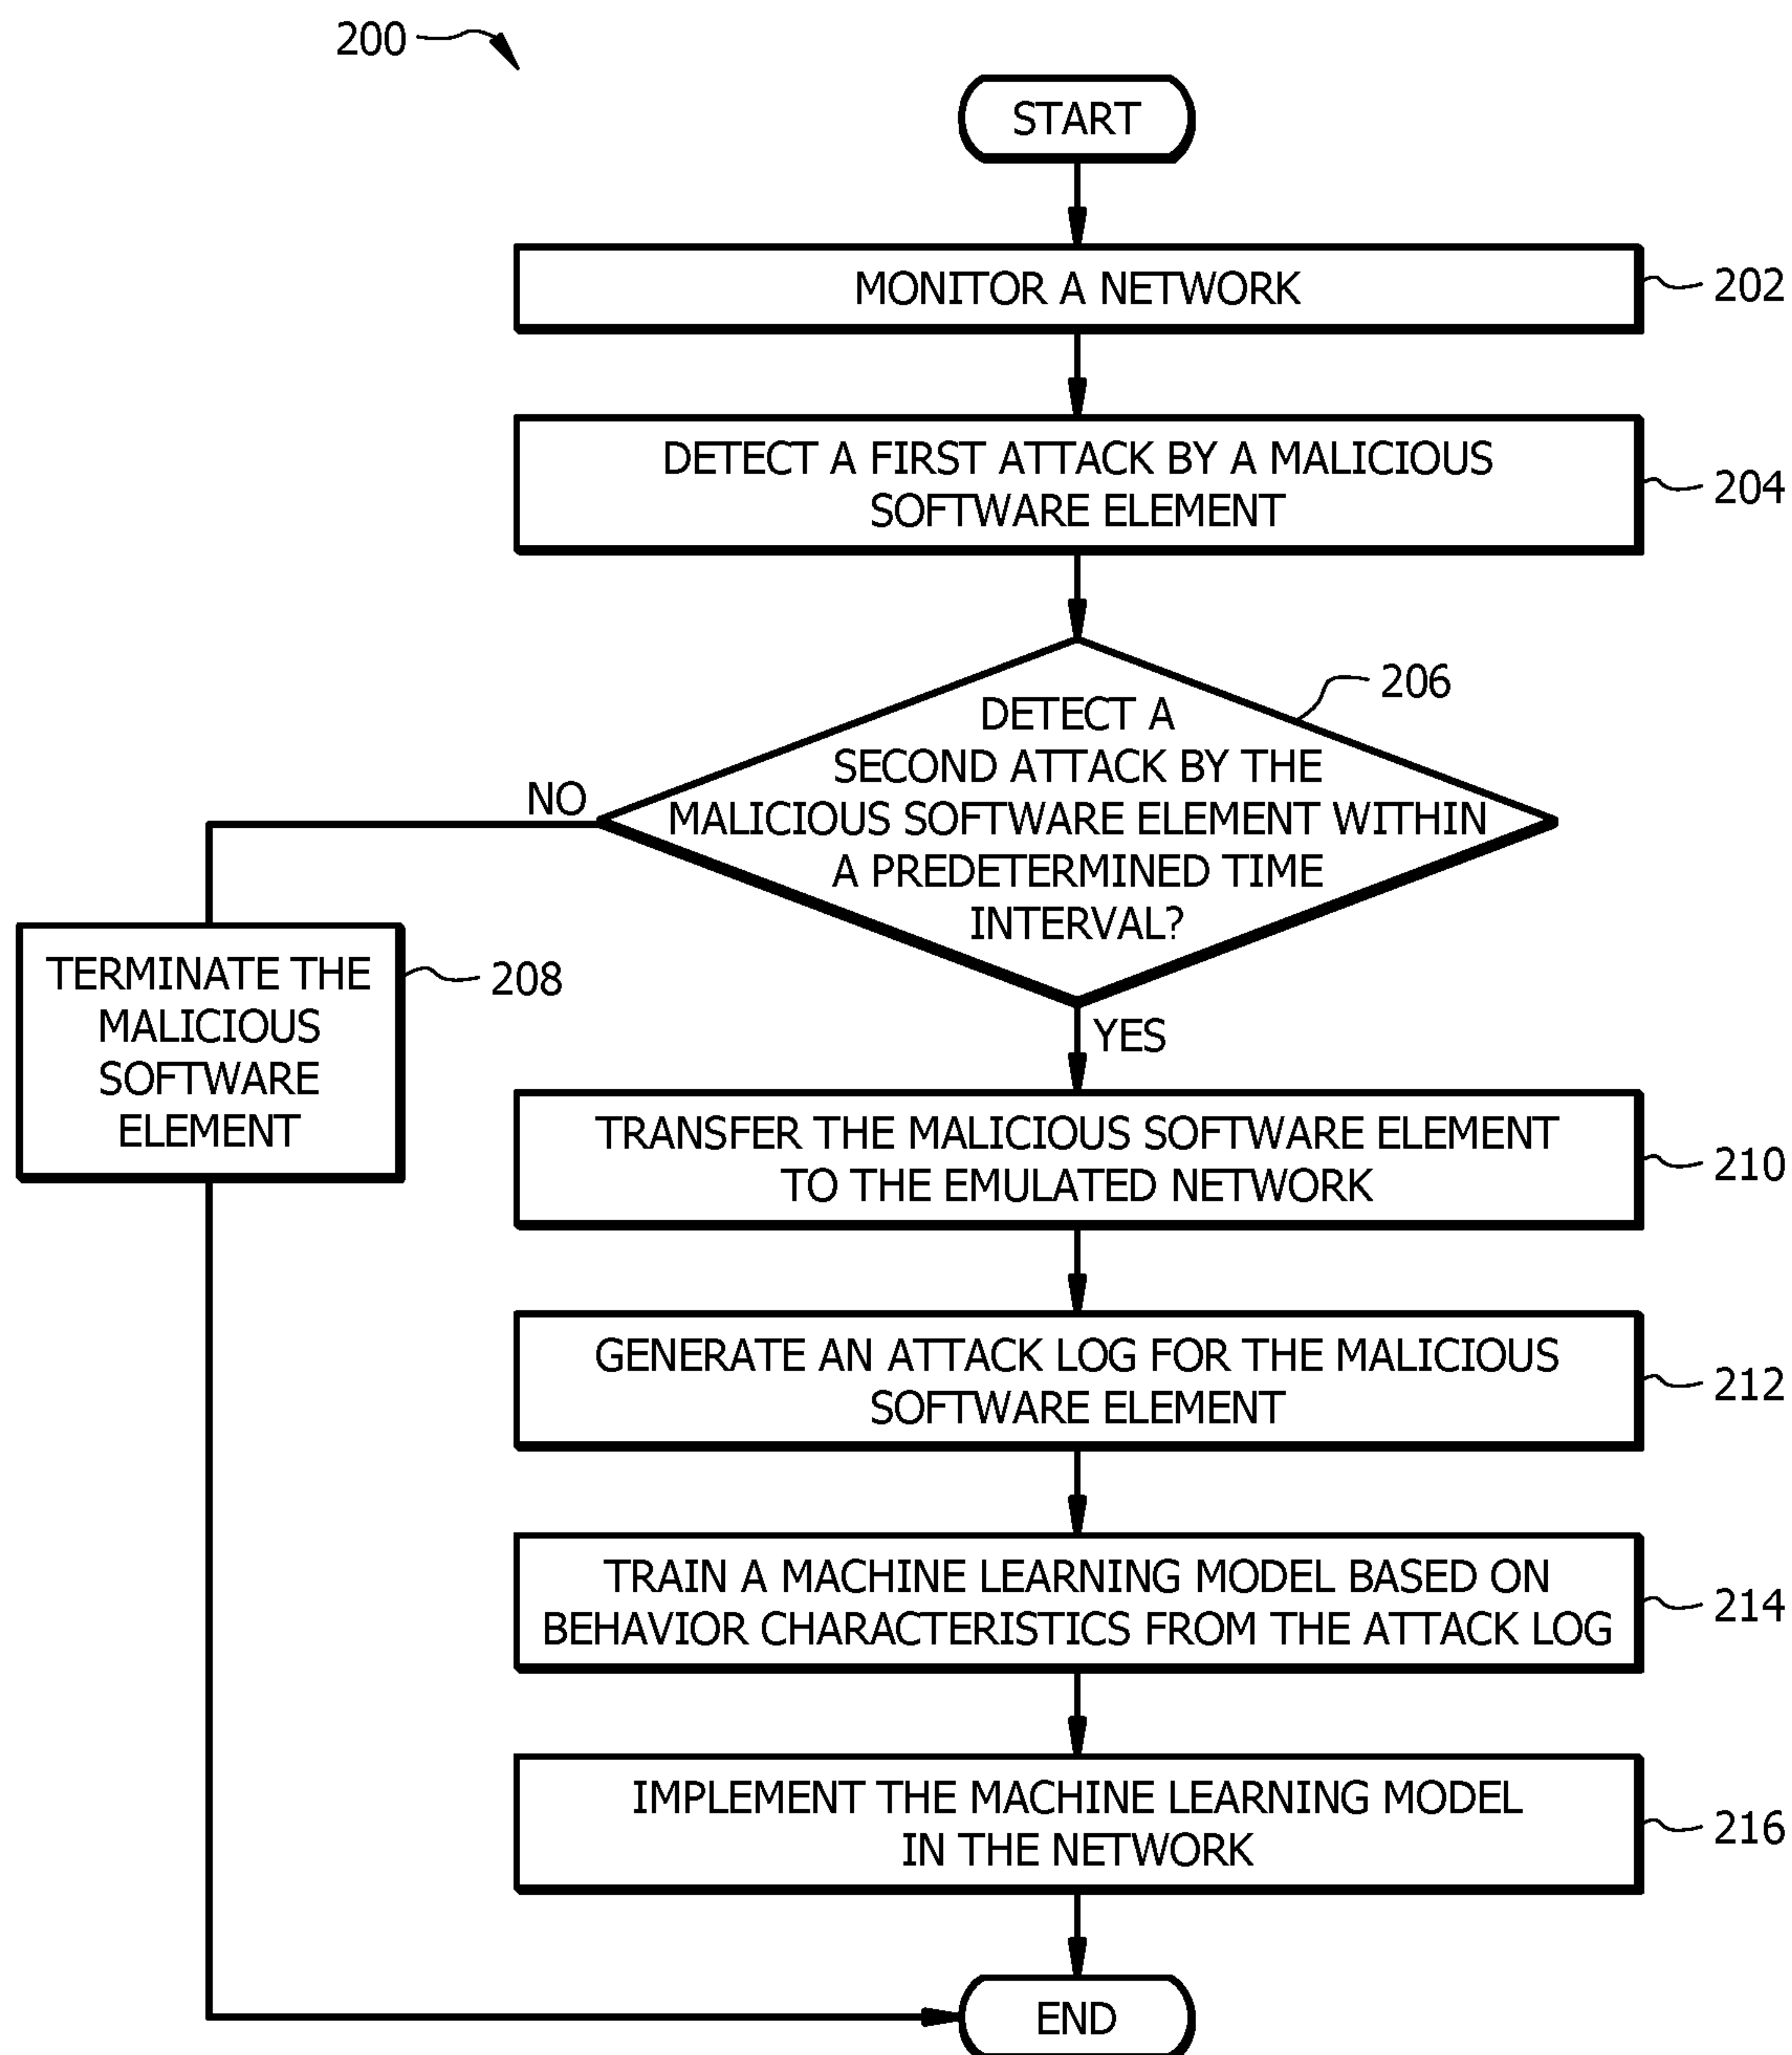 200
START
MONITOR A NETWORK
202
DETECT A FIRST ATTACK BY A MALICIOUS
SOFTWARE ELEMENT
204
DETECT A
SECOND ATTACK BY THE
MALICIOUS SOFTWARE ELEMENT WITHIN
A PREDETERMINED TIME
INTERVAL?
206
NO
TERMINATE THE
MALICIOUS
SOFTWARE
ELEMENT
208
YES
TRANSFER THE MALICIOUS SOFTWARE ELEMENT
TO THE EMULATED NETWORK
210
GENERATE AN ATTACK LOG FOR THE MALICIOUS
SOFTWARE ELEMENT
212
TRAIN A MACHINE LEARNING MODEL BASED ON
BEHAVIOR CHARACTERISTICS FROM THE ATTACK LOG
214
IMPLEMENT THE MACHINE LEARNING MODEL
IN THE NETWORK
216
END